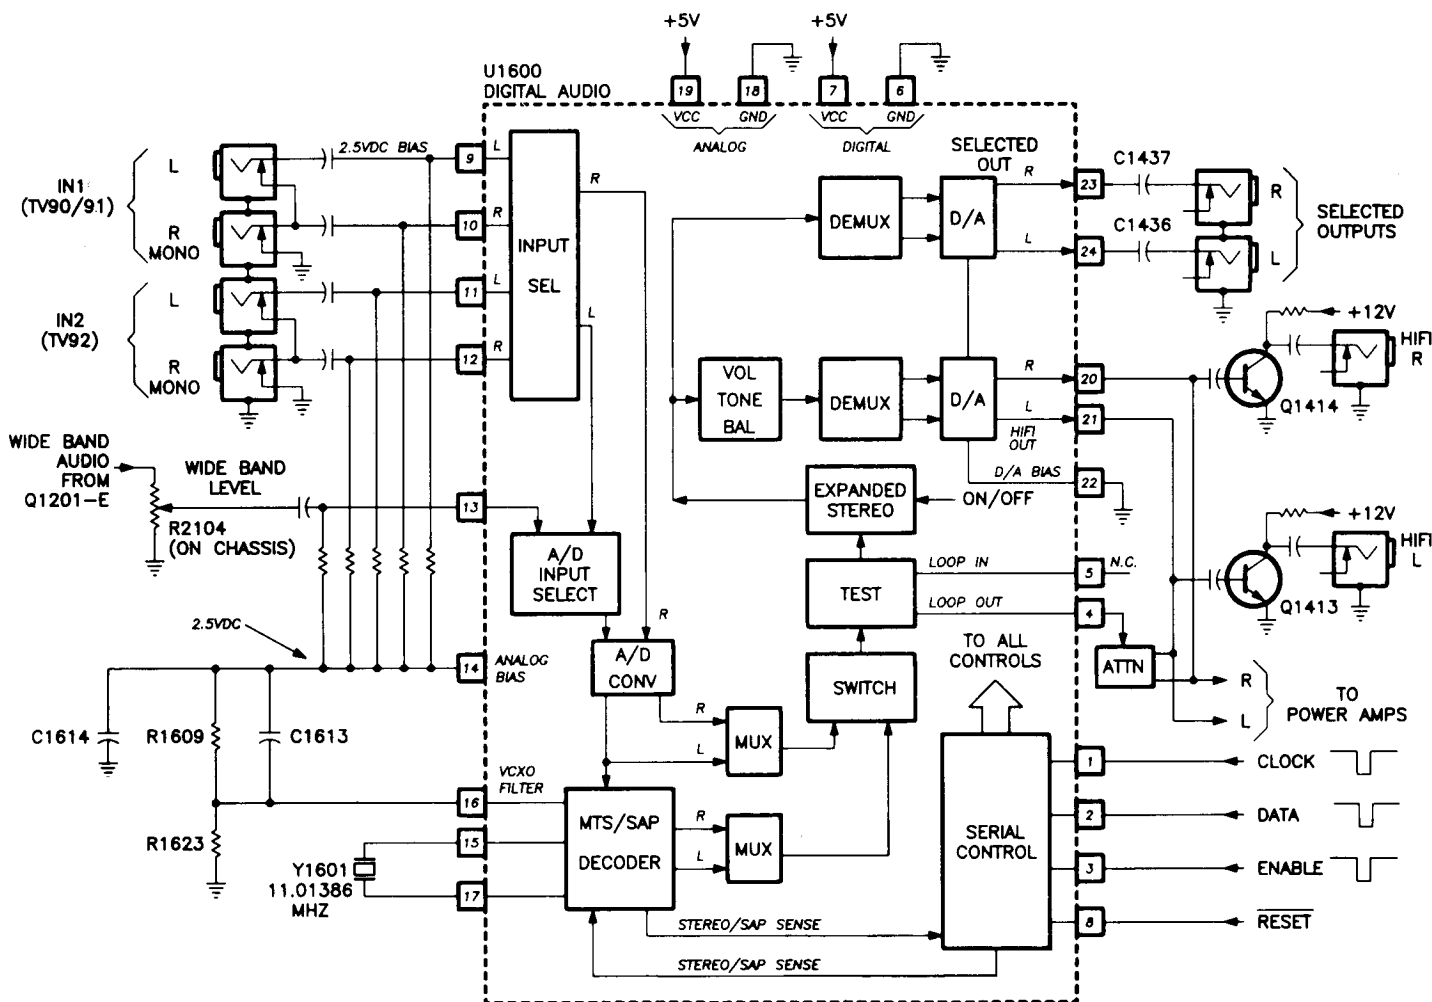 +5V
+5V
U1600
DIGITAL AUDIO
19
18
7
6
VCC
GND
VCC
GND
ANALOG
DIGITAL
IN1
(TV90/91)
L
R
MONO
2.5VDC BIAS
9
L
10
R
11
L
12
R
IN2
(TV92)
L
R
MONO
INPUT
SEL
R
L
SELECTED
OUT
DEMUX
D/A
R
L
23
24
C1437
C1436
R
L
SELECTED
OUTPUTS
VOL
TONE
BAL
DEMUX
D/A
R
L
HIFI
OUT
20
21
D/A BIAS
22
+12V
HIFI
R
Q1414
+12V
HIFI
L
Q1413
WIDE BAND
AUDIO
FROM
Q1201-E
WIDE BAND
LEVEL
R2104
(ON CHASSIS)
13
A/D
INPUT
SELECT
EXPANDED
STEREO
ON/OFF
TEST
LOOP IN
5
N.C.
LOOP OUT
4
ATTN
R
L
TO
POWER AMPS
2.5VDC
14
ANALOG
BIAS
R
A/D
CONV
SWITCH
TO ALL
CONTROLS
C1614
R1609
C1613
R
L
MUX
VCXO
FILTER
16
R1623
15
17
Y1601
11.01386
MHZ
MTS/SAP
DECODER
R
L
MUX
SERIAL
CONTROL
1
CLOCK
2
DATA
3
ENABLE
8
RESET
STEREO/SAP SENSE
STEREO/SAP SENSE